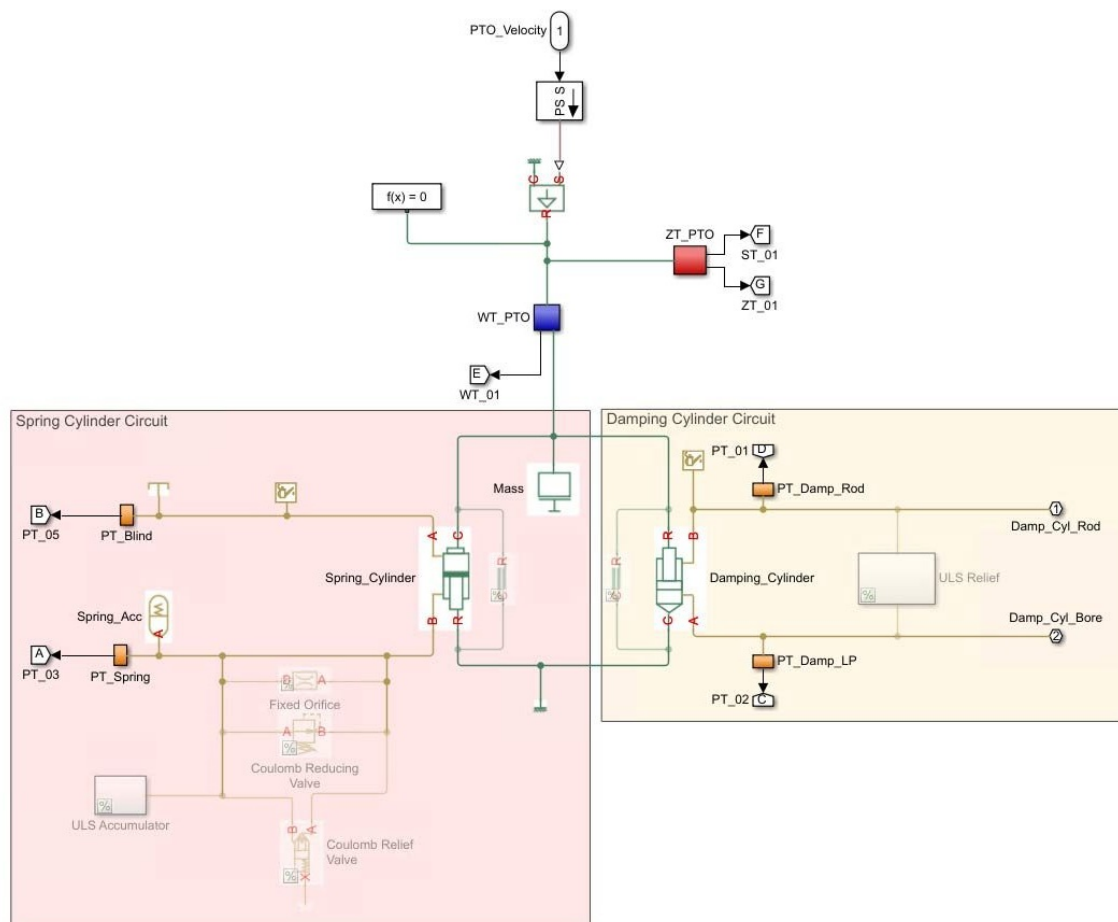 PTO_Velocity
1
PS S
C
S
R
f(x) = 0
ZT_PTO
F
ST_01
G
ZT_01
WT_PTO
E
WT_01
Spring Cylinder Circuit
B
PT_05
PT_Blind
A
C
Mass
Spring_Cylinder
R
C
%
B
R
Spring_Acc
A
A
PT_03
PT_Spring
B
A
%
Fixed Orifice
A
B
%
Coulomb Reducing
Valve
%
ULS Accumulator
B
A
%
X
Coulomb Relief
Valve
Damping Cylinder Circuit
PT_01
D
PT_Damp_Rod
1
Damp_Cyl_Rod
R
B
R
C
%
Damping_Cylinder
C
A
%
ULS Relief
Damp_Cyl_Bore
2
PT_Damp_LP
PT_02
C